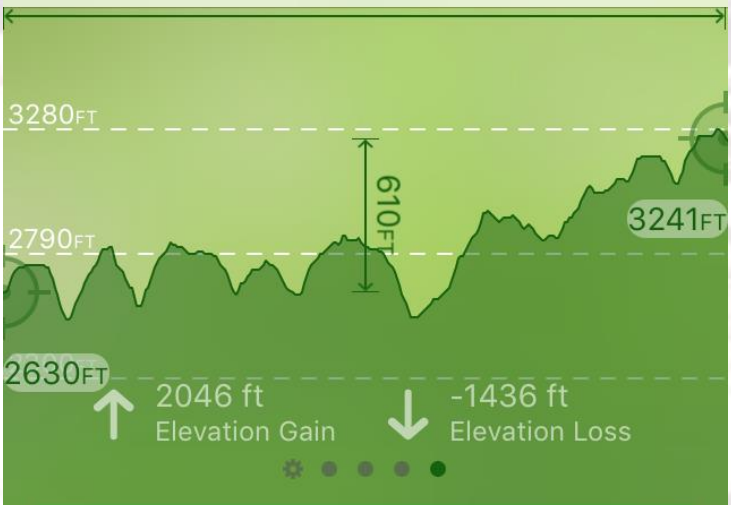 3280FT
610FT
3241FT
2790FT
2630FT
2046 ft
Elevation Gain
-1436 ft
Elevation Loss